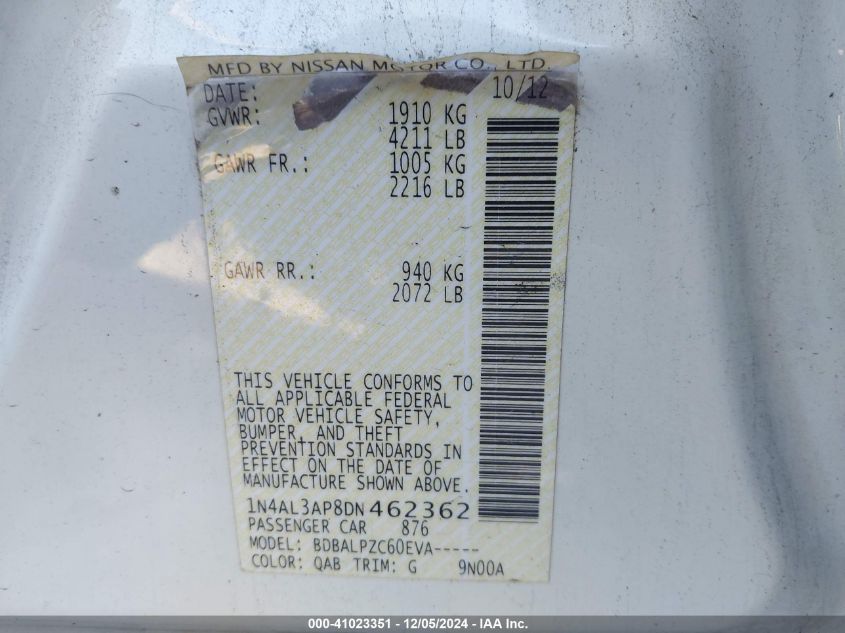 MFD BY NISSAN MOTOR CO., LTD.
DATE: 10/12
GVWR: 1910 KG
4211 LB
GAWR FR.: 1005 KG
2216 LB
GAWR RR.: 940 KG
2072 LB
THIS VEHICLE CONFORMS TO
ALL APPLICABLE FEDERAL
MOTOR VEHICLE SAFETY,
BUMPER, AND THEFT
PREVENTION STANDARDS IN
EFFECT ON THE DATE OF
MANUFACTURE SHOWN ABOVE.
1N4AL3AP8DN462362
PASSENGER CAR 876
MODEL: BDBALPZC60EVA-----
COLOR: QAB TRIM: G 9N00A
000-41023351 - 12/05/2024 - IAA Inc.